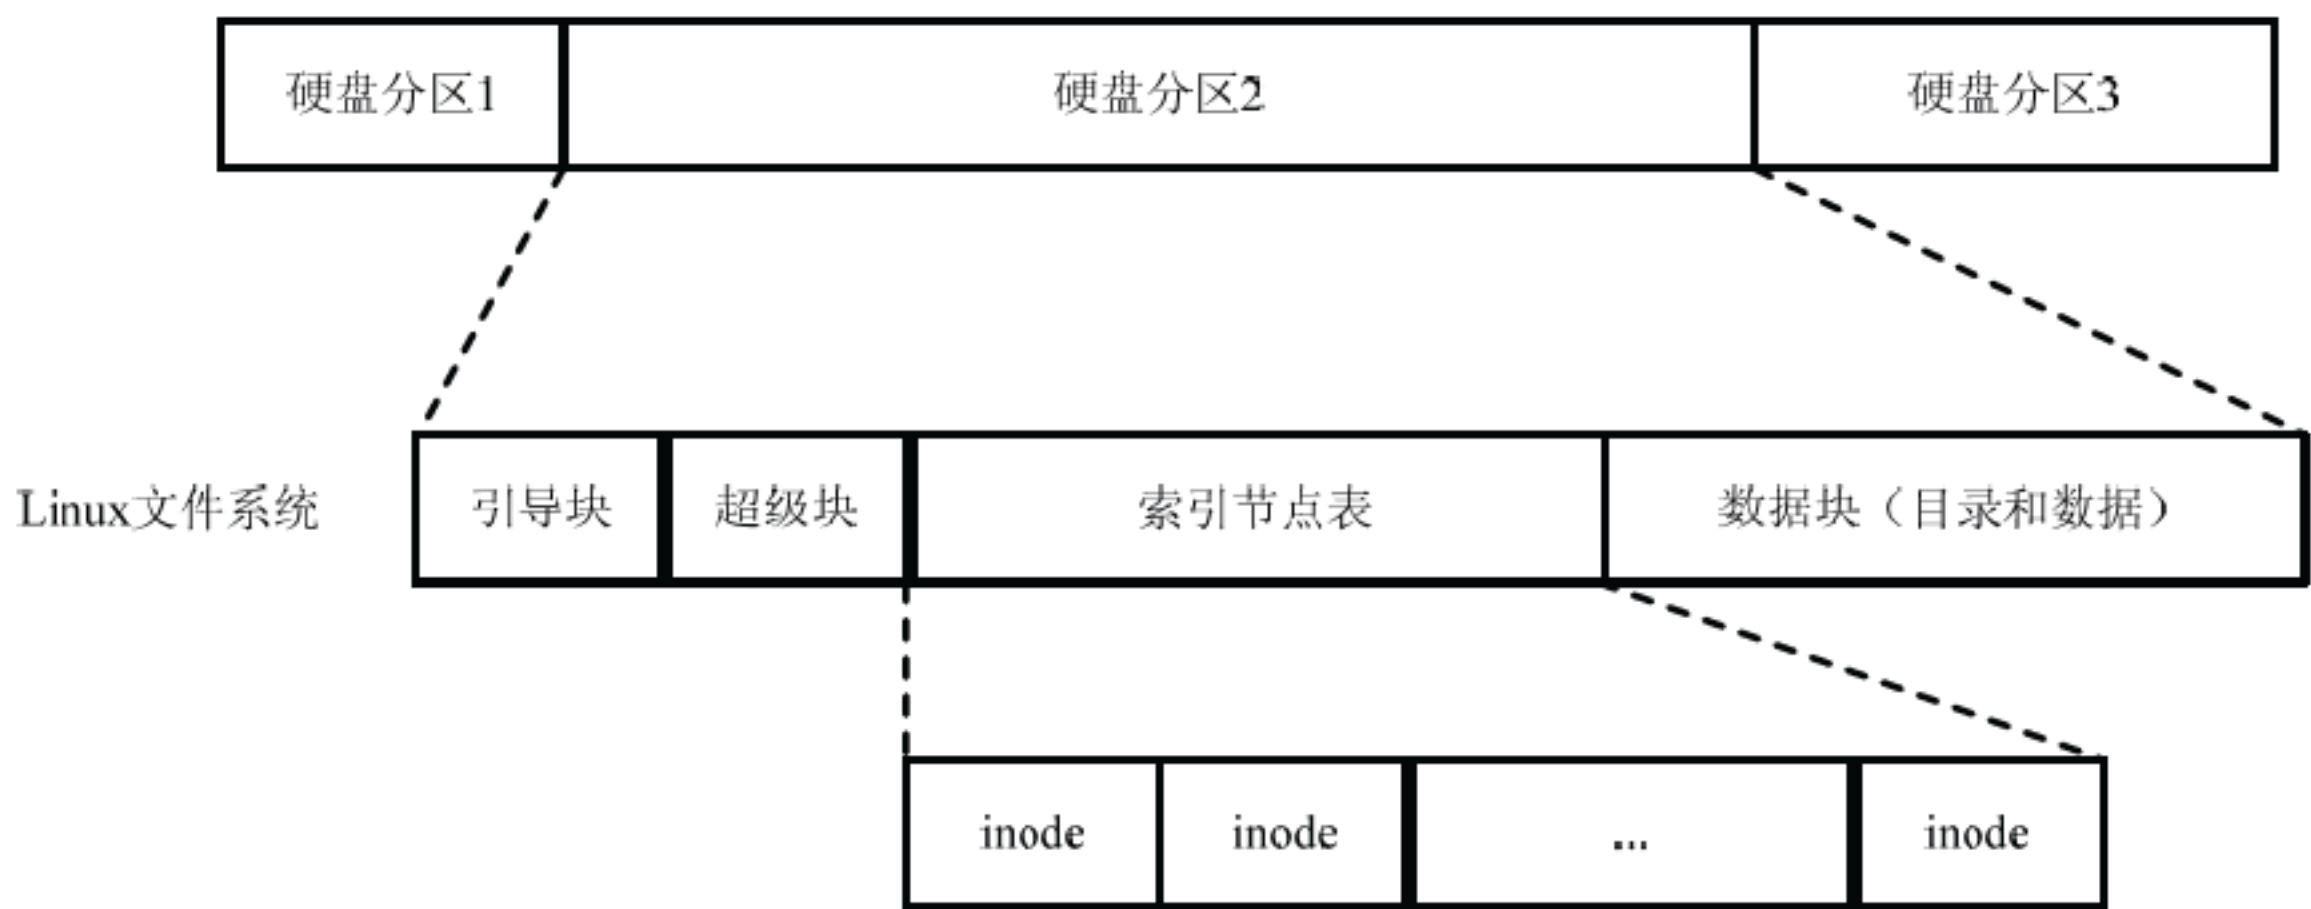 硬盘分区1 硬盘分区2 硬盘分区3
Linux文件系统 引导块 超级块 索引节点表 数据块（目录和数据）
inode inode ... inode